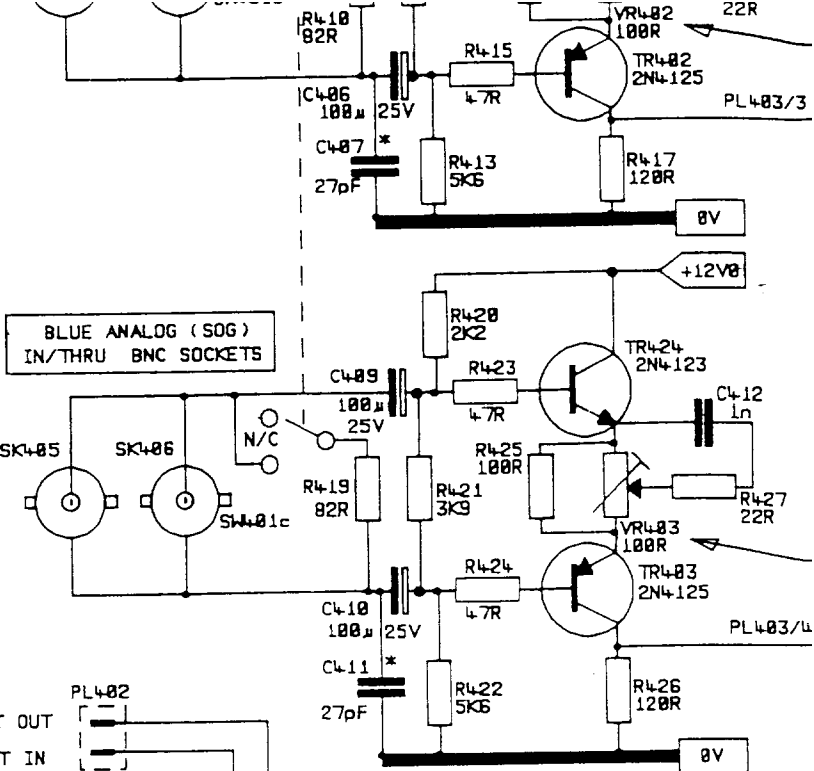 R410
82R
VR402
100R
22R
R415
47R
TR402
2N4125
PL403/3
C406
100µ 25V
C407
*
27pF
R413
5K6
R417
120R
0V
+12V0
R420
2K2
BLUE ANALOG (SOG)
IN/THRU BNC SOCKETS
C409
100µ
25V
R423
47R
TR424
2N4123
C412
1n
N/C
SK405
SK406
SW401c
R419
82R
R421
3K9
R425
100R
R427
22R
VR403
100R
R424
47R
TR403
2N4125
C410
100µ 25V
PL403/4
C411
*
27pF
R422
5K6
R426
120R
0V
PL402
T OUT
T IN